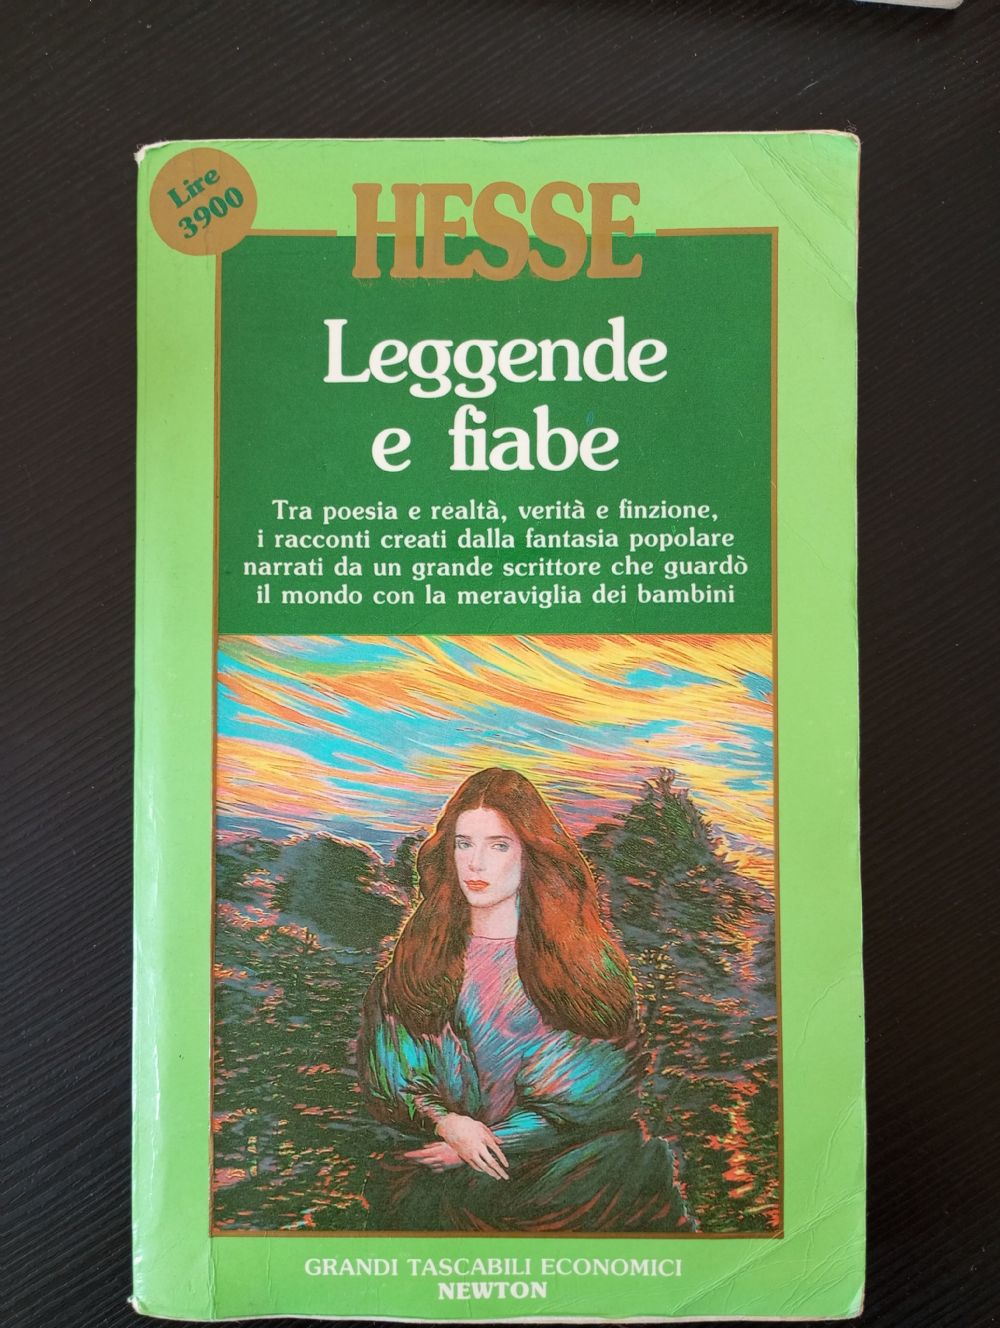 Lire
3900
HESSE
Leggende
e fiabe
Tra poesia e realtà, verità e finzione,
i racconti creati dalla fantasia popolare
narrati da un grande scrittore che guardò
il mondo con la meraviglia dei bambini
GRANDI TASCABILI ECONOMICI
NEWTON